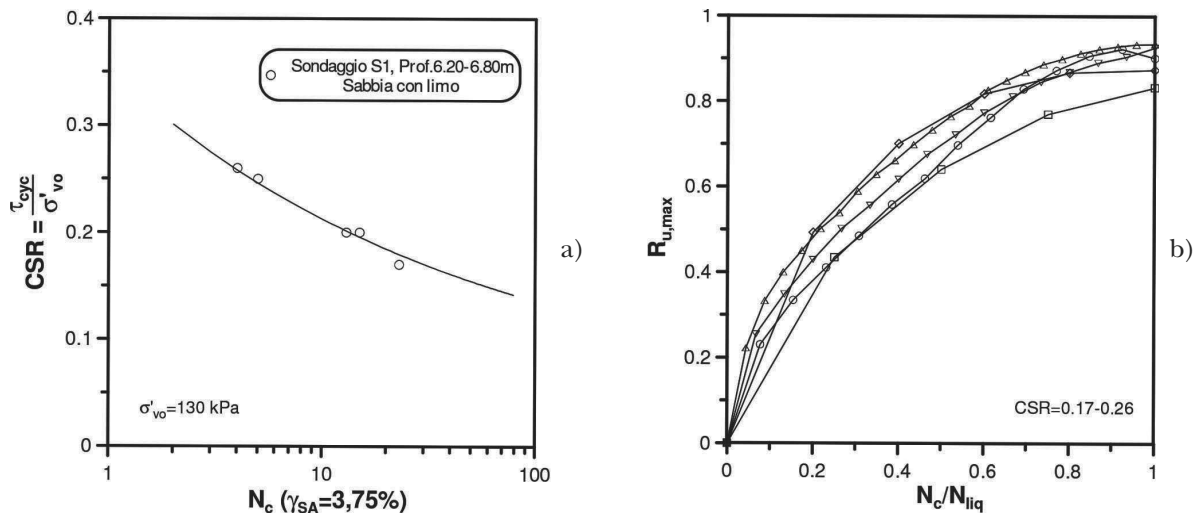 0.4
0.3
0.2
0.1
0
CSR = τcyc/σ'vo
Sondaggio S1, Prof.6.20-6.80m
Sabbia con limo
σ'vo=130 kPa
1
10
100
Nc (γSA=3,75%)
a)
1
0.8
0.6
0.4
0.2
0
Ru,max
CSR=0.17-0.26
0
0.2
0.4
0.6
0.8
1
Nc/Nliq
b)